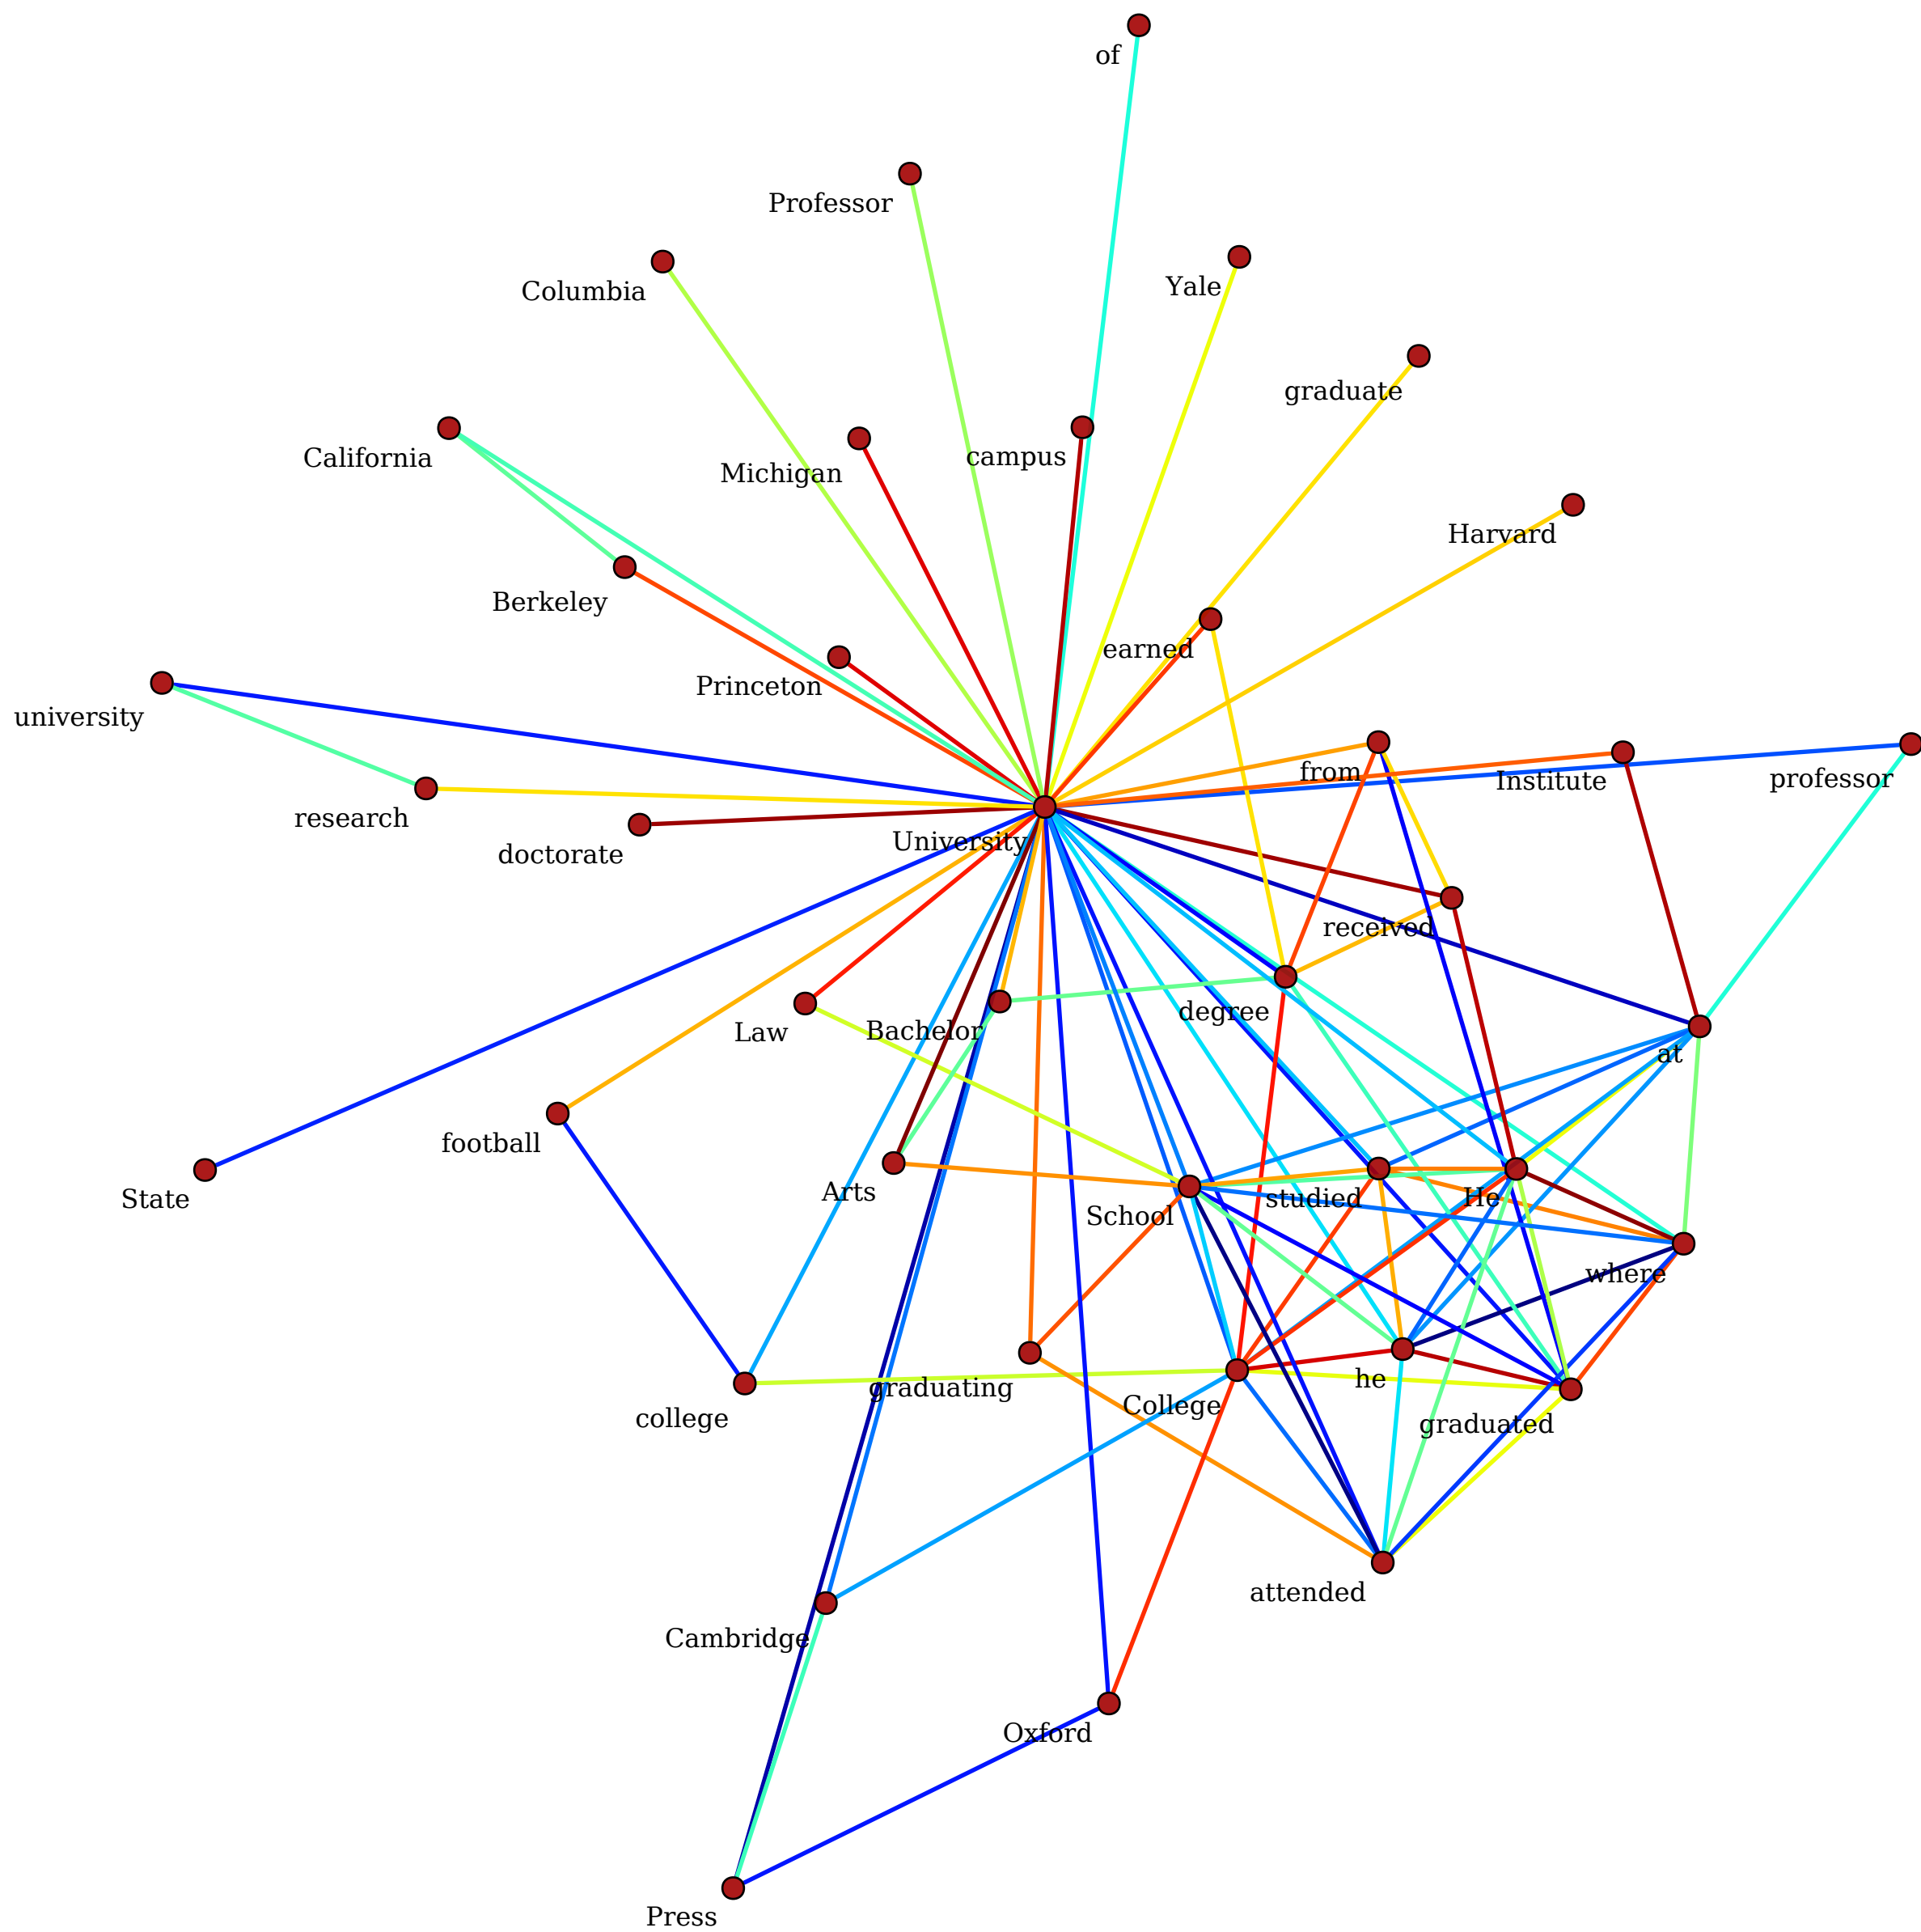 of
Professor
Yale
Columbia
graduate
California
Michigan
campus
Harvard
Berkeley
earned
Princeton
university
from
Institute
professor
research
University
doctorate
received
degree
Law
Bachelor
at
football
State
Arts
School
studied
He
where
he
college
graduating
College
graduated
attended
Cambridge
Oxford
Press